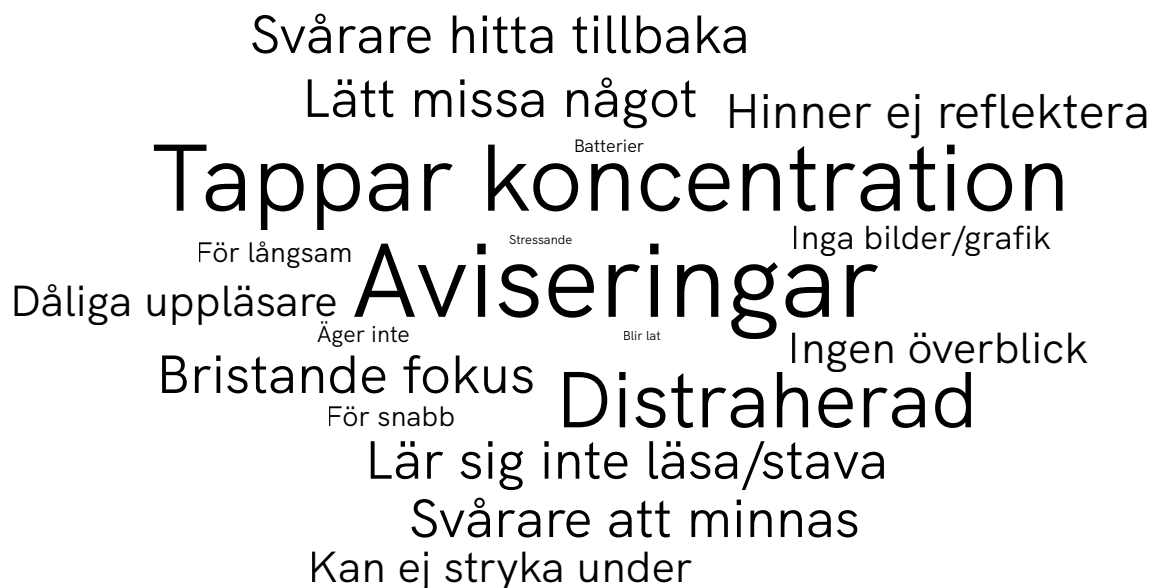 Svårare hitta tillbaka
Lätt missa något
Hinner ej reflektera
Batterier
Tappar koncentration
Stressande
Inga bilder/grafik
För långsam
Aviseringar
Dåliga uppläsare
Äger inte
Blir lat
Ingen överblick
Bristande fokus
Distraherad
För snabb
Lär sig inte läsa/stava
Svårare att minnas
Kan ej stryka under